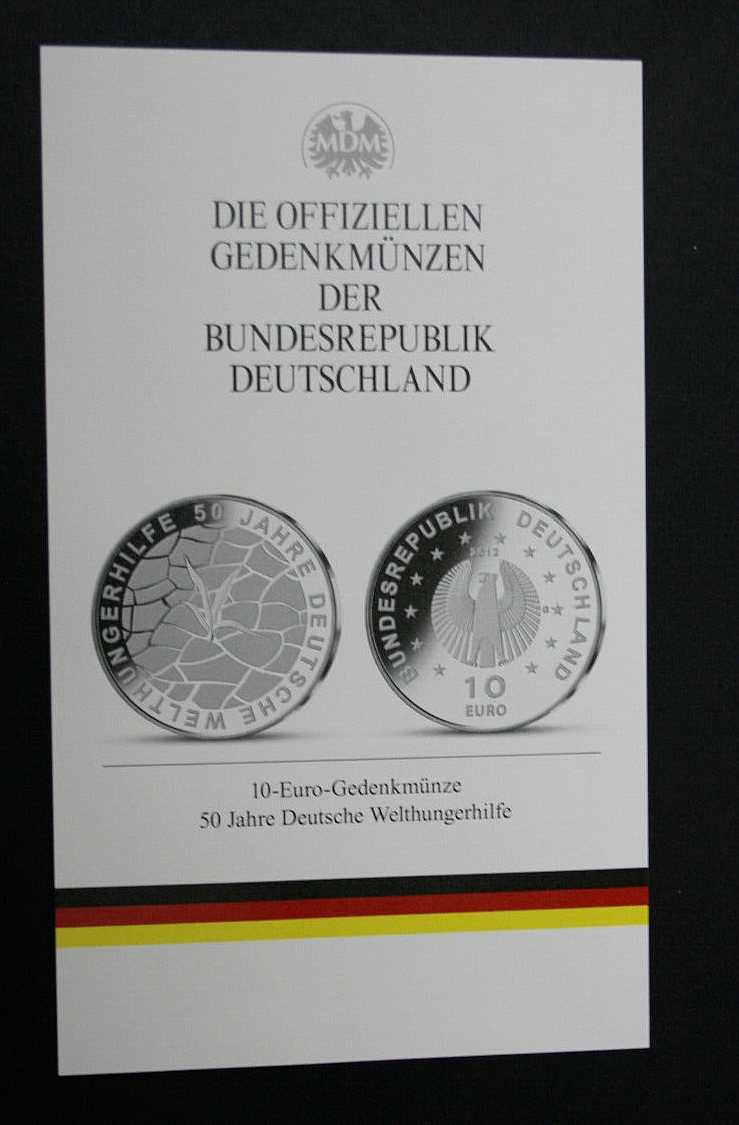 MDM
DIE OFFIZIELLEN
GEDENKMÜNZEN
DER
BUNDESREPUBLIK
DEUTSCHLAND
50 JAHRE DEUTSCHE WELTHUNGERHILFE
BUNDESREPUBLIK DEUTSCHLAND
2012
G
10
EURO
10-Euro-Gedenkmünze
50 Jahre Deutsche Welthungerhilfe